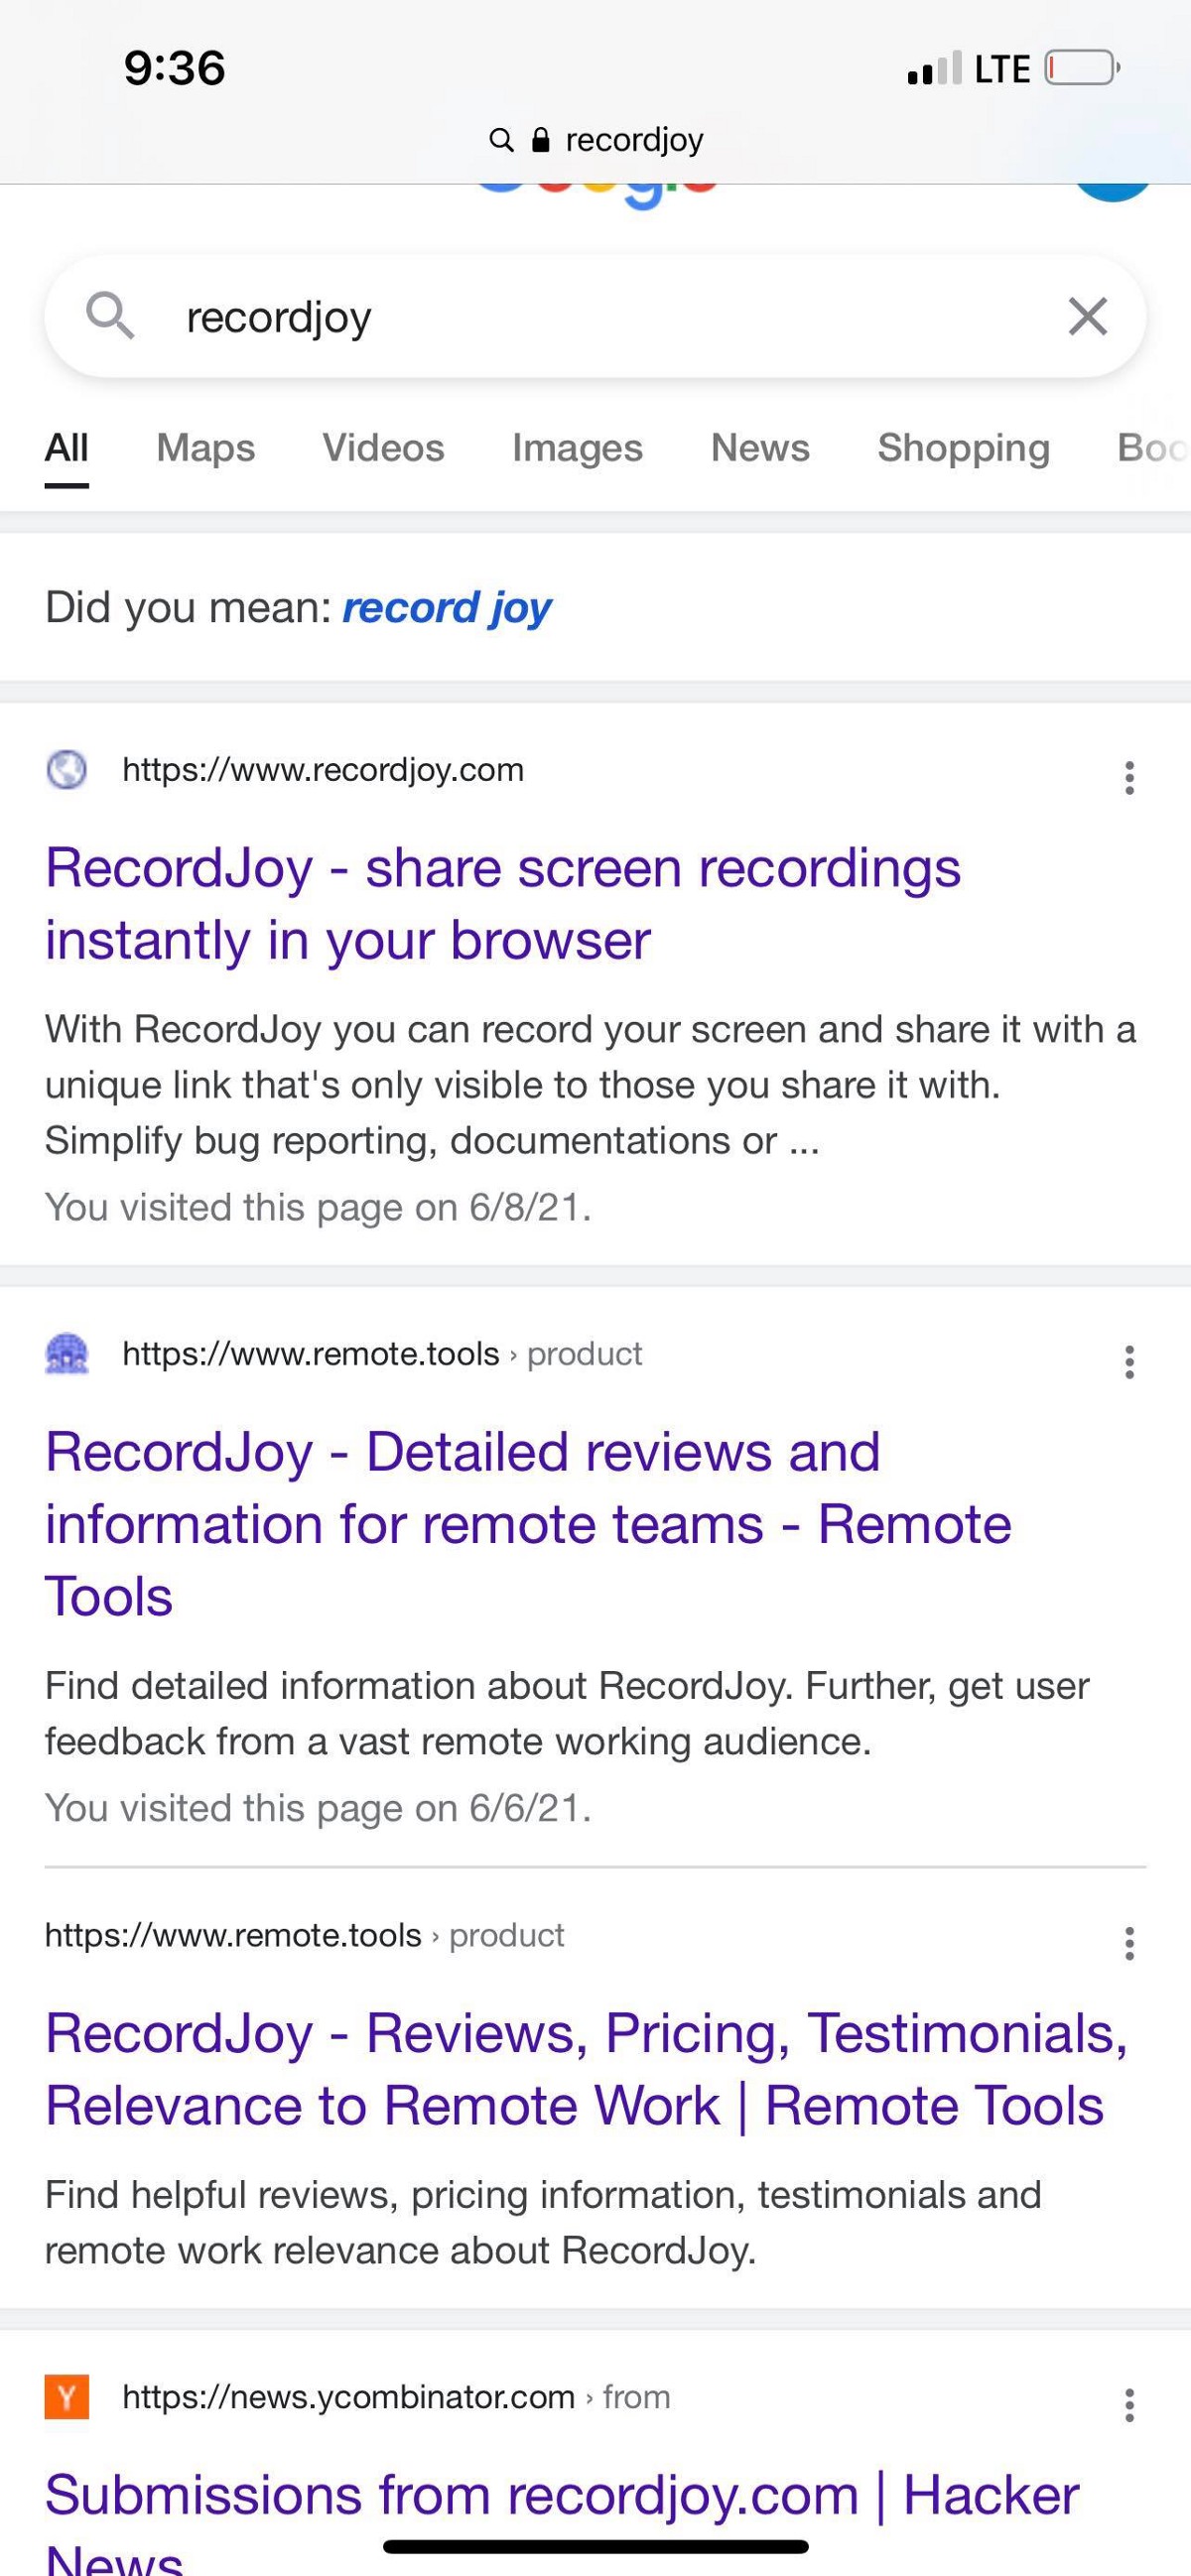 9:36
LTE
recordjoy
recordjoy
All Maps Videos Images News Shopping
Did you mean: record joy
https://www.recordjoy.com
RecordJoy - share screen recordings
instantly in your browser
With RecordJoy you can record your screen and share it with a
unique link that's only visible to those you share it with.
Simplify bug reporting, documentations or ...
You visited this page on 6/8/21.
https://www.remote.tools › product
RecordJoy - Detailed reviews and
information for remote teams - Remote
Tools
Find detailed information about RecordJoy. Further, get user
feedback from a vast remote working audience.
You visited this page on 6/6/21.
https://www.remote.tools › product
RecordJoy - Reviews, Pricing, Testimonials,
Relevance to Remote Work | Remote Tools
Find helpful reviews, pricing information, testimonials and
remote work relevance about RecordJoy.
Y
https://news.ycombinator.com › from
Submissions from recordjoy.com | Hacker
News